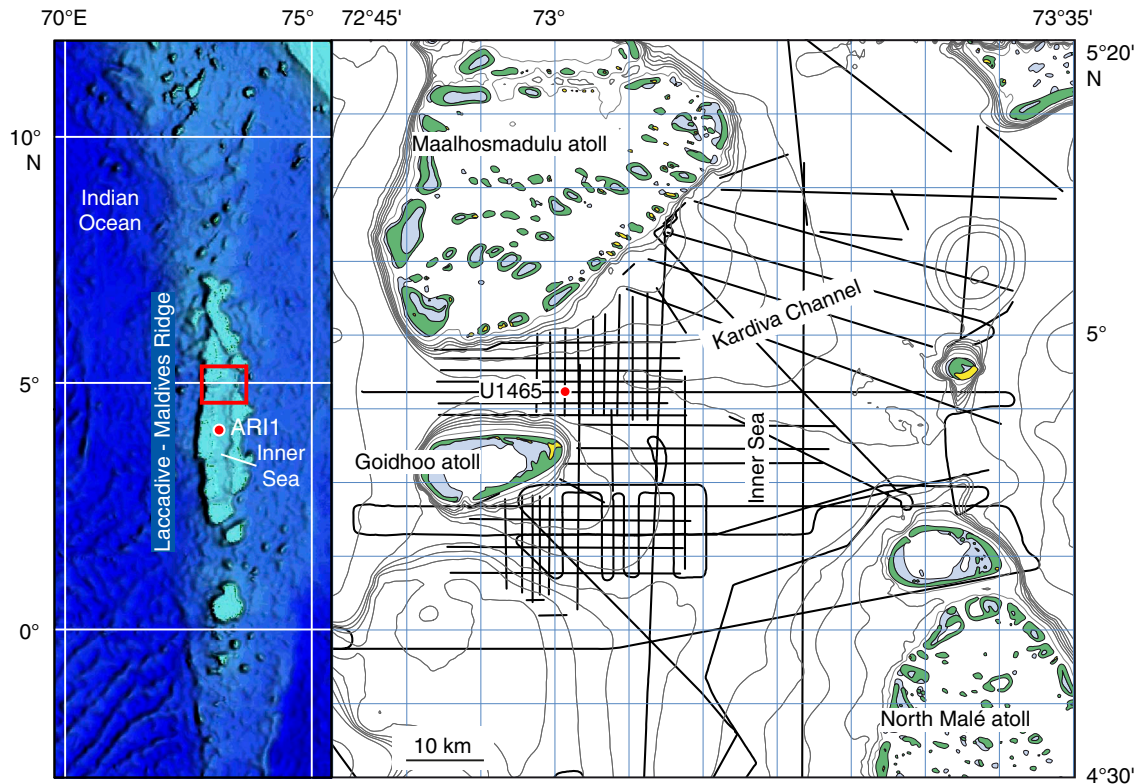 70°E
75°
72°45'
73°
73°35'
5°20'
N
10°
N
Indian
Ocean
Maalhosmadulu atoll
Kardiva Channel
Laccadive - Maldives Ridge
5°
5°
U1465
ARI1
Inner
Sea
Goidhoo atoll
Inner Sea
0°
North Malé atoll
10 km
4°30'